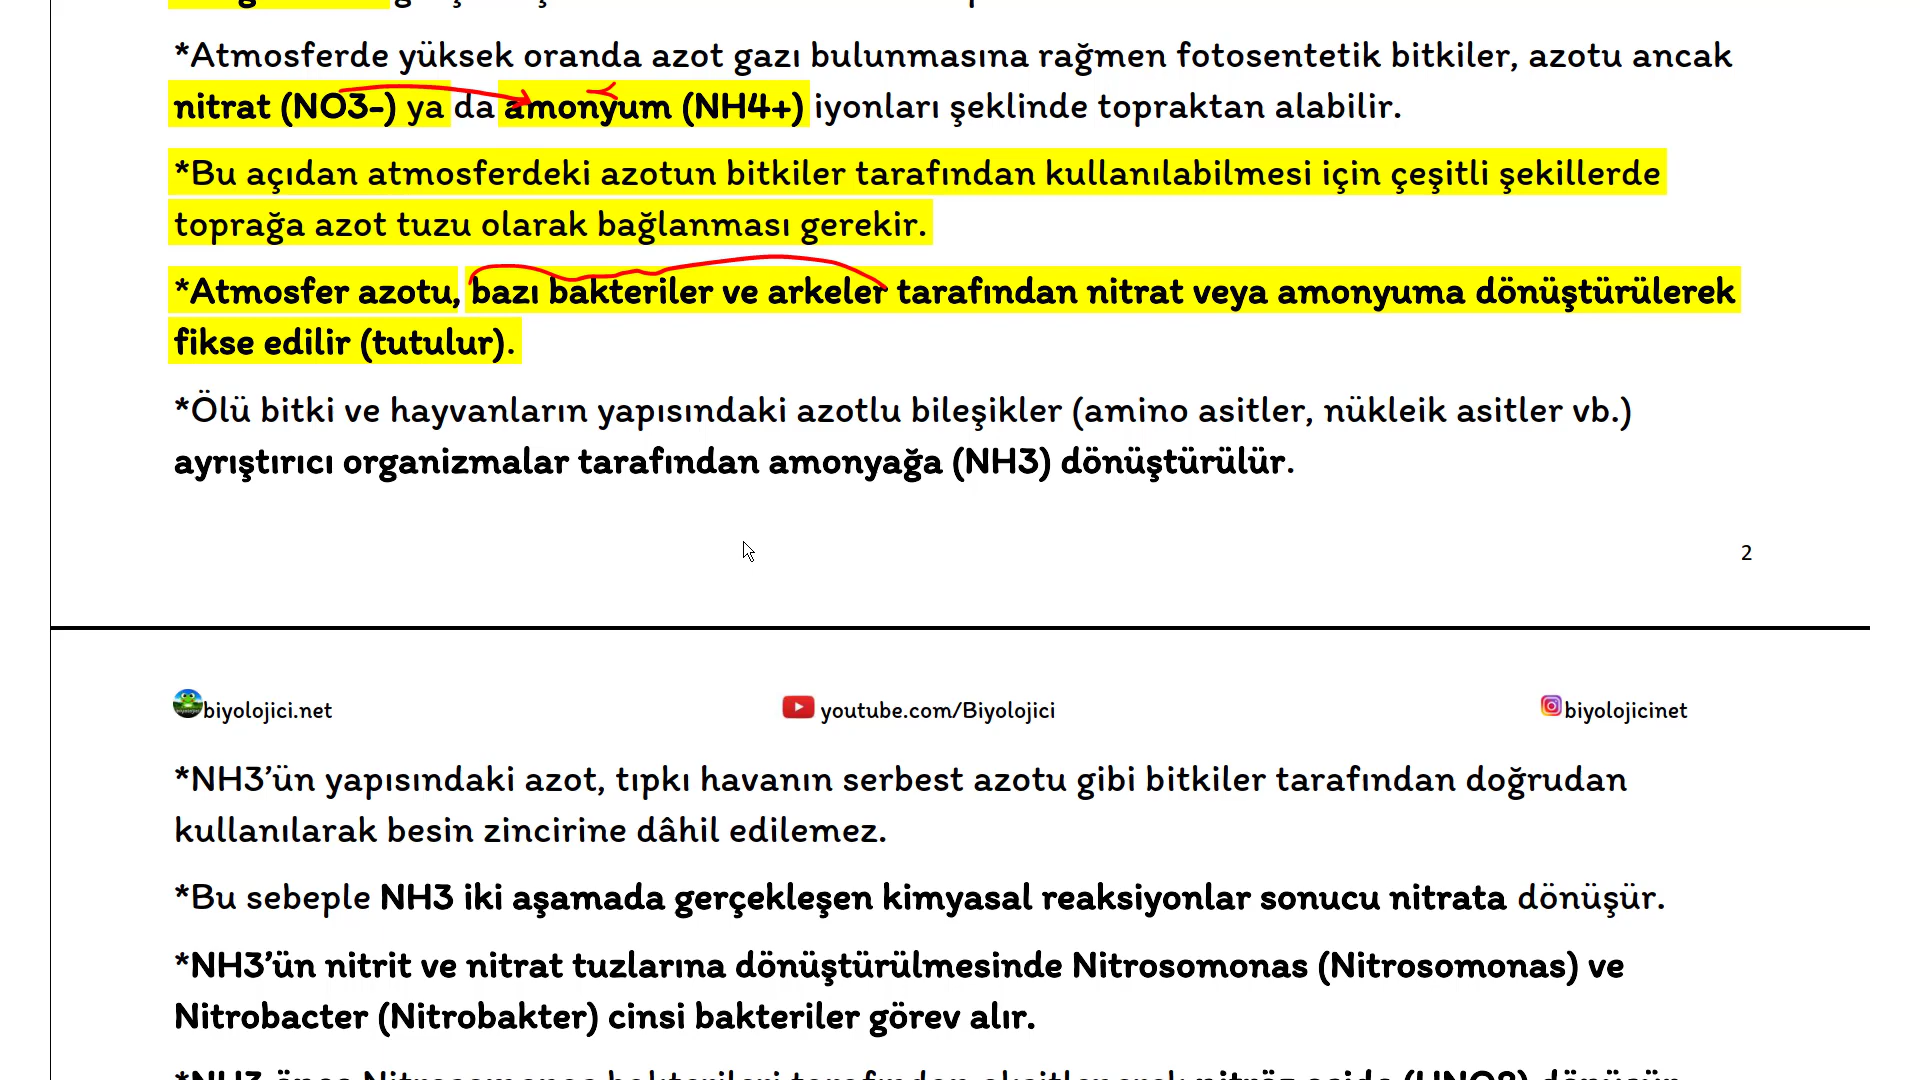 *Atmosferde yüksek oranda azot gazı bulunmasına rağmen fotosentetik bitkiler, azotu ancak
nitrat (NO3-) ya da amonyum (NH4+) iyonları şeklinde topraktan alabilir.
*Bu açıdan atmosferdeki azotun bitkiler tarafından kullanılabilmesi için çeşitli şekillerde
toprağa azot tuzu olarak bağlanması gerekir.
*Atmosfer azotu, bazı bakteriler ve arkeler tarafından nitrat veya amonyuma dönüştürülerek
fikse edilir (tutulur).
*Ölü bitki ve hayvanların yapısındaki azotlu bileşikler (amino asitler, nükleik asitler vb.)
ayrıştırıcı organizmalar tarafından amonyağa (NH3) dönüştürülür.
2
biyolojici.net youtube.com/Biyolojici biyolojicinet
*NH3’ün yapısındaki azot, tıpkı havanın serbest azotu gibi bitkiler tarafından doğrudan
kullanılarak besin zincirine dâhil edilemez.
*Bu sebeple NH3 iki aşamada gerçekleşen kimyasal reaksiyonlar sonucu nitrata dönüşür.
*NH3’ün nitrit ve nitrat tuzlarına dönüştürülmesinde Nitrosomonas (Nitrosomonas) ve
Nitrobacter (Nitrobakter) cinsi bakteriler görev alır.